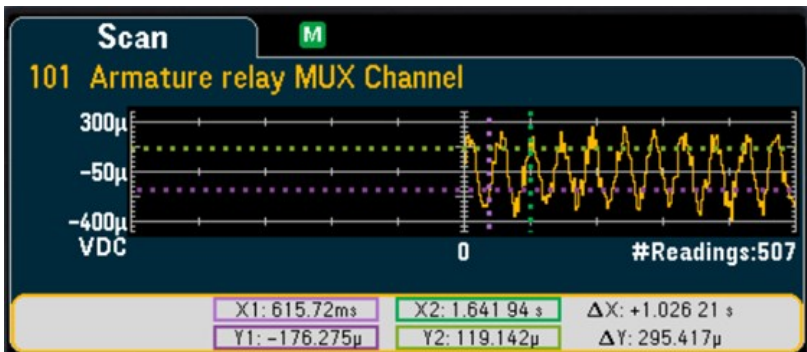 Scan M
101 Armature relay MUX Channel
300µ
-50µ
-400µ
VDC 0 #Readings:507
X1: 615.72ms X2: 1.641 94 s ΔX: +1.026 21 s
Y1: -176.275µ Y2: 119.142µ ΔY: 295.417µ